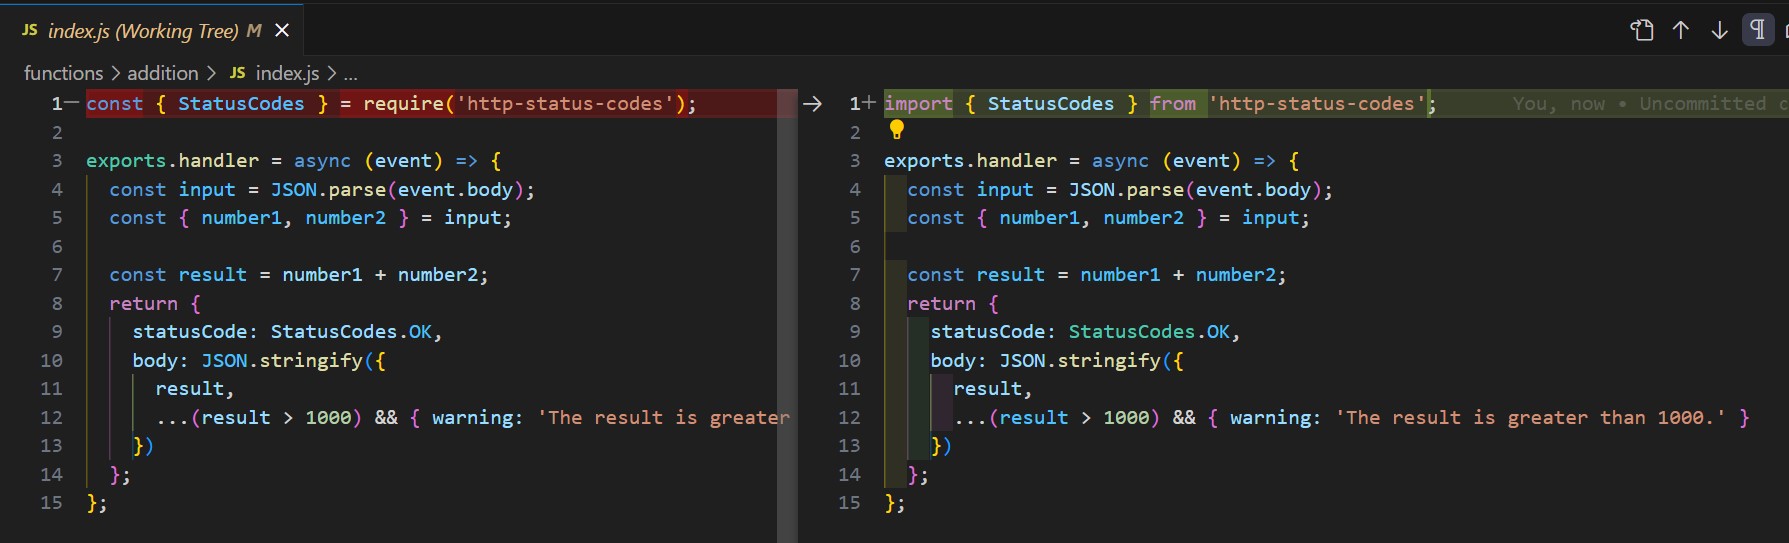 JS index.js (Working Tree) M
functions > addition > JS index.js > ...
1 const { StatusCodes } = require('http-status-codes');
2
3 exports.handler = async (event) => {
4 const input = JSON.parse(event.body);
5 const { number1, number2 } = input;
6
7 const result = number1 + number2;
8 return {
9 statusCode: StatusCodes.OK,
10 body: JSON.stringify({
11 result,
12 ...(result > 1000) && { warning: 'The result is greater
13 })
14 };
15 };
1 import { StatusCodes } from 'http-status-codes'; You, now • Uncommitted c
2
3 exports.handler = async (event) => {
4 const input = JSON.parse(event.body);
5 const { number1, number2 } = input;
6
7 const result = number1 + number2;
8 return {
9 statusCode: StatusCodes.OK,
10 body: JSON.stringify({
11 result,
12 ...(result > 1000) && { warning: 'The result is greater than 1000.' }
13 })
14 };
15 };